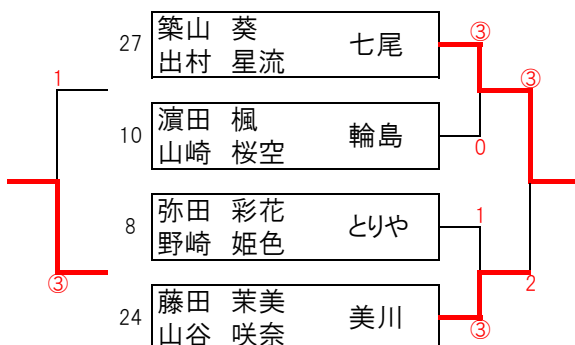 27 築山 葵 七尾 ③
出村 星流
1 ③
10 濵田 楓 輪島
山崎 桜空 0
8 弥田 彩花 とりや 1
野崎 姫色
③ 2
24 藤田 茉美 美川
山谷 咲奈 ③